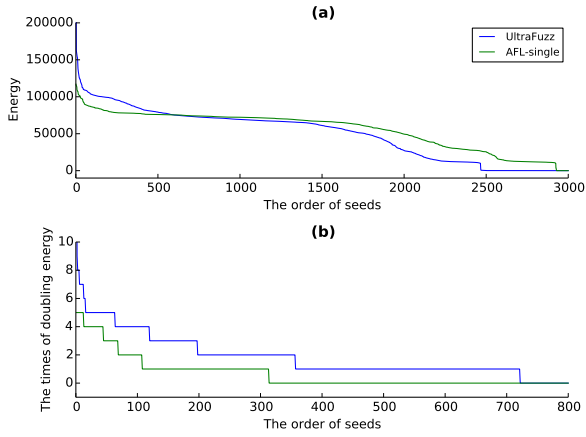 (a)
200000
150000
100000
50000
0
Energy
UltraFuzz
AFL-single
0 500 1000 1500 2000 2500 3000
The order of seeds
(b)
10
8
6
4
2
0
The times of doubling energy
0 100 200 300 400 500 600 700 800
The order of seeds